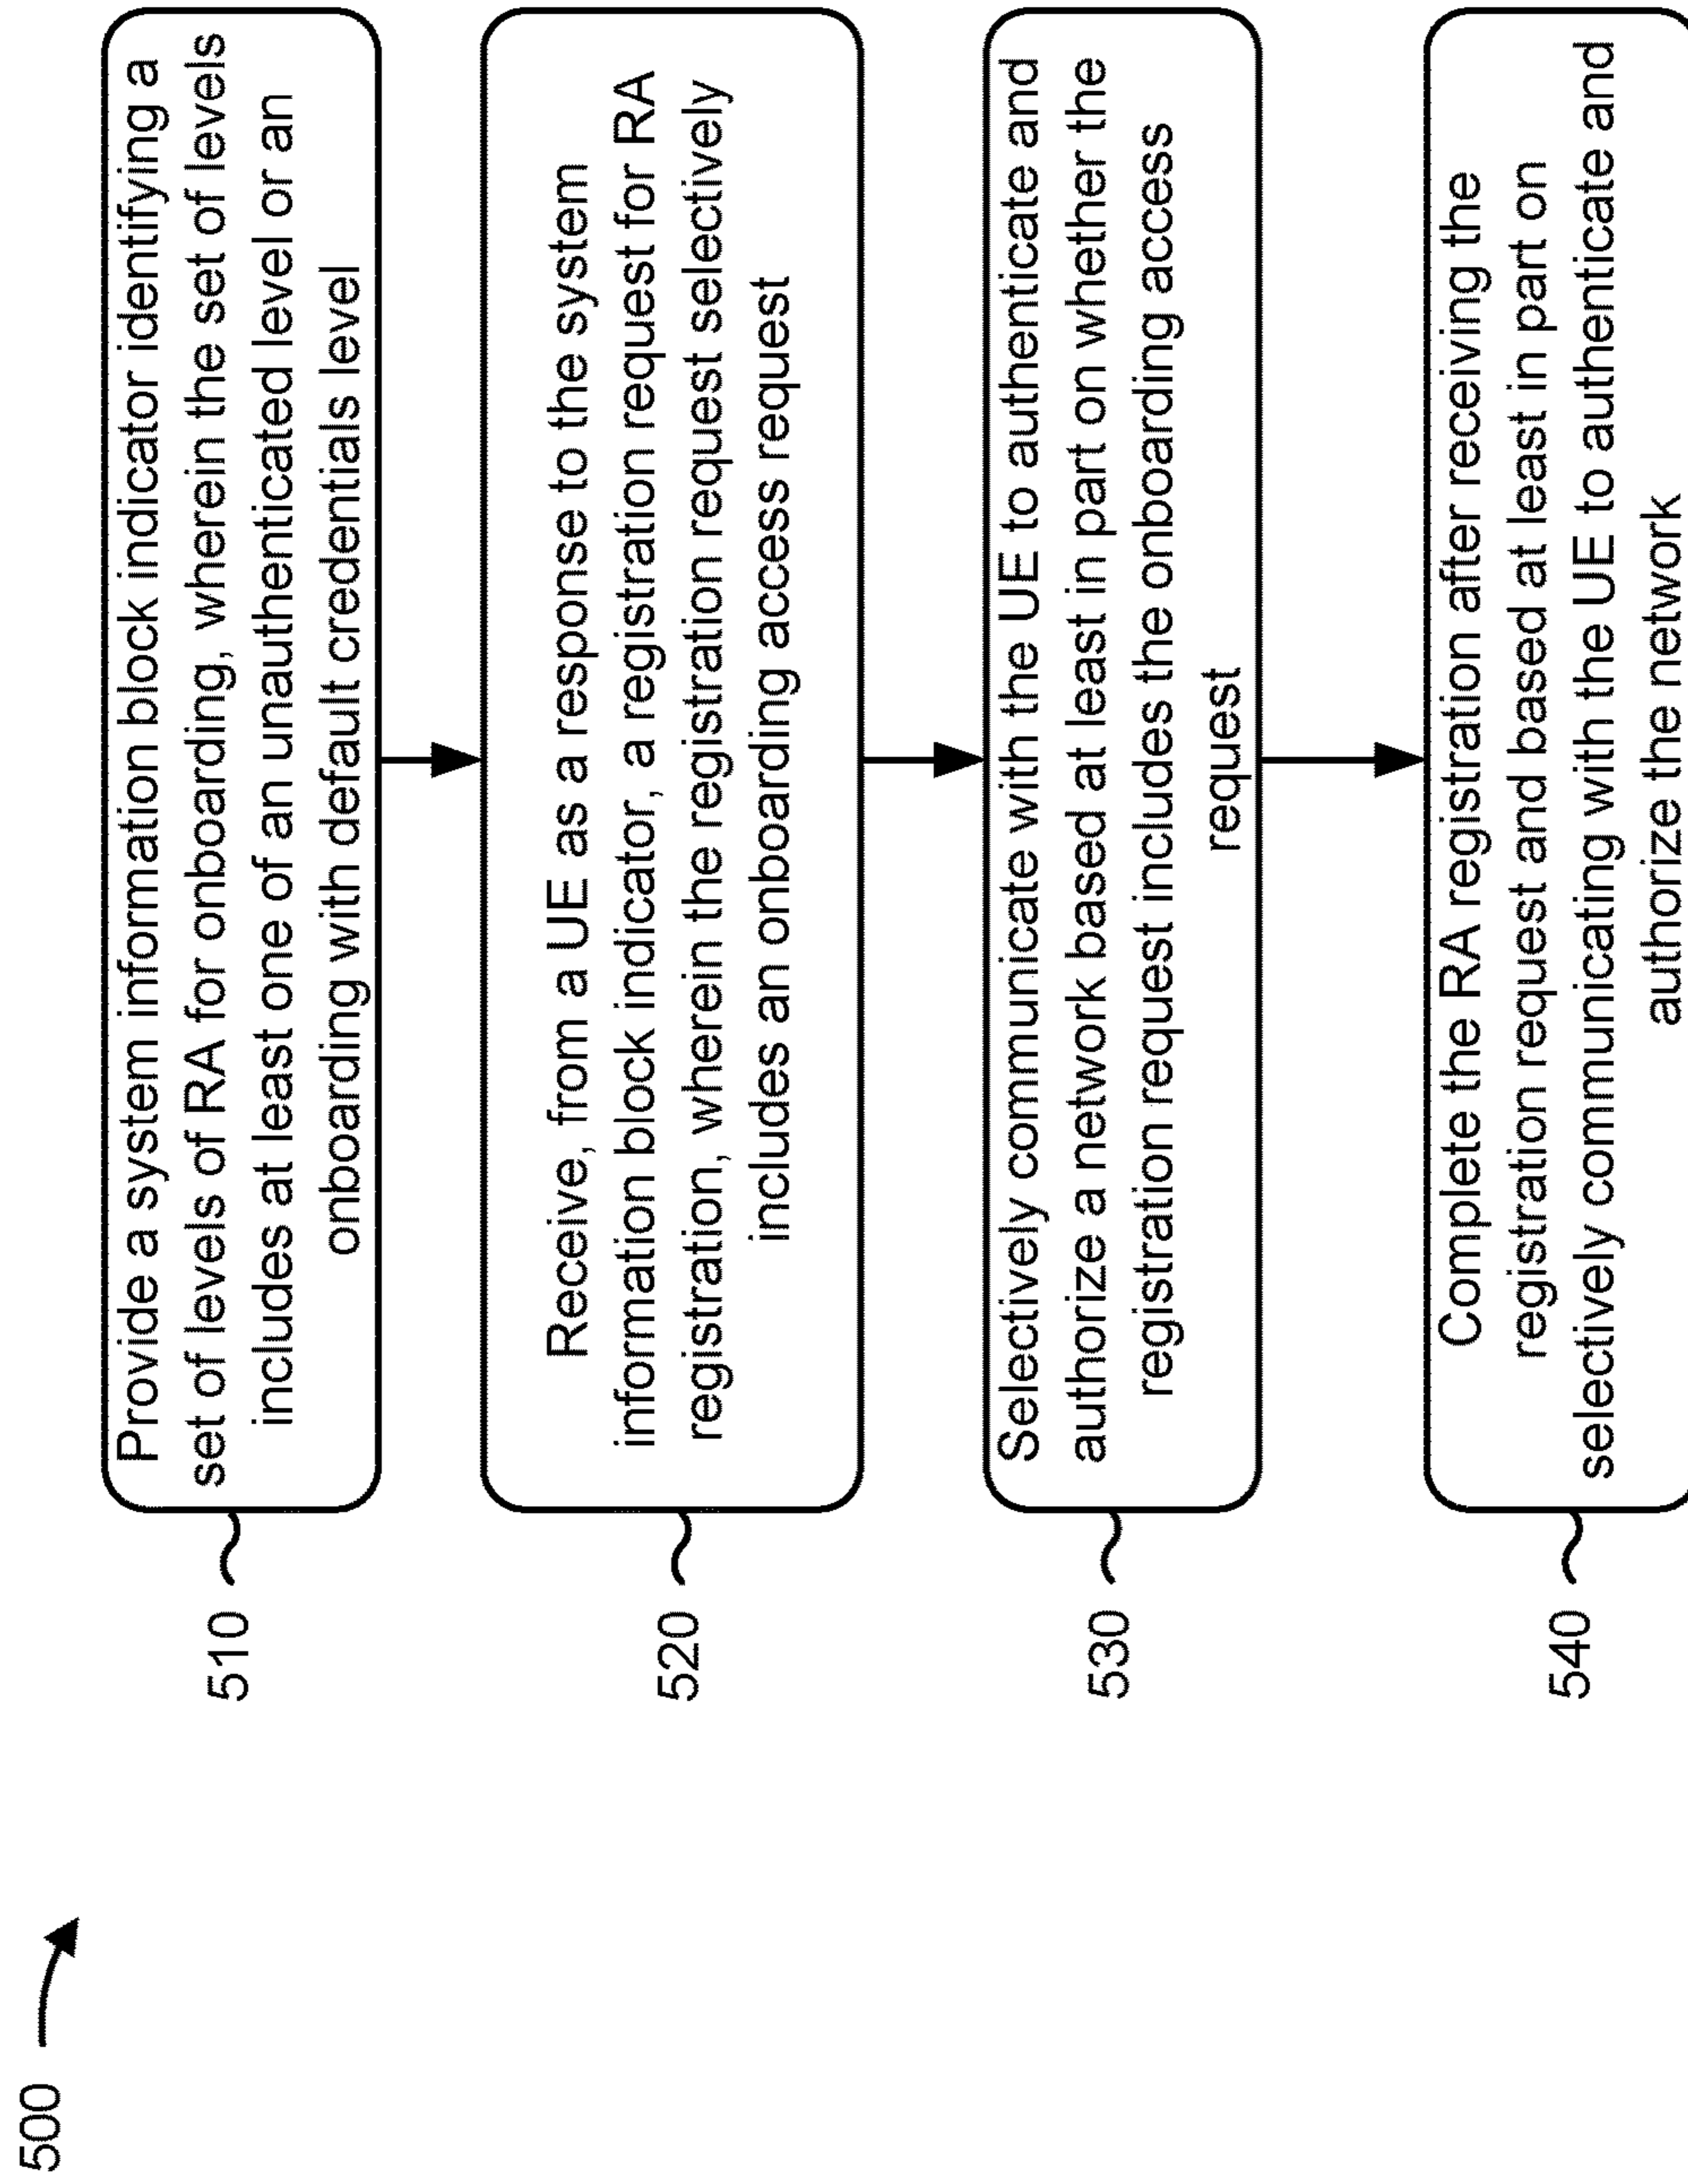 500
510
Provide a system information block indicator identifying a
set of levels of RA for onboarding, wherein the set of levels
includes at least one of an unauthenticated level or an
onboarding with default credentials level
520
Receive, from a UE as a response to the system
information block indicator, a registration request for RA
registration, wherein the registration request selectively
includes an onboarding access request
530
Selectively communicate with the UE to authenticate and
authorize a network based at least in part on whether the
registration request includes the onboarding access
request
540
Complete the RA registration after receiving the
registration request and based at least in part on
selectively communicating with the UE to authenticate and
authorize the network